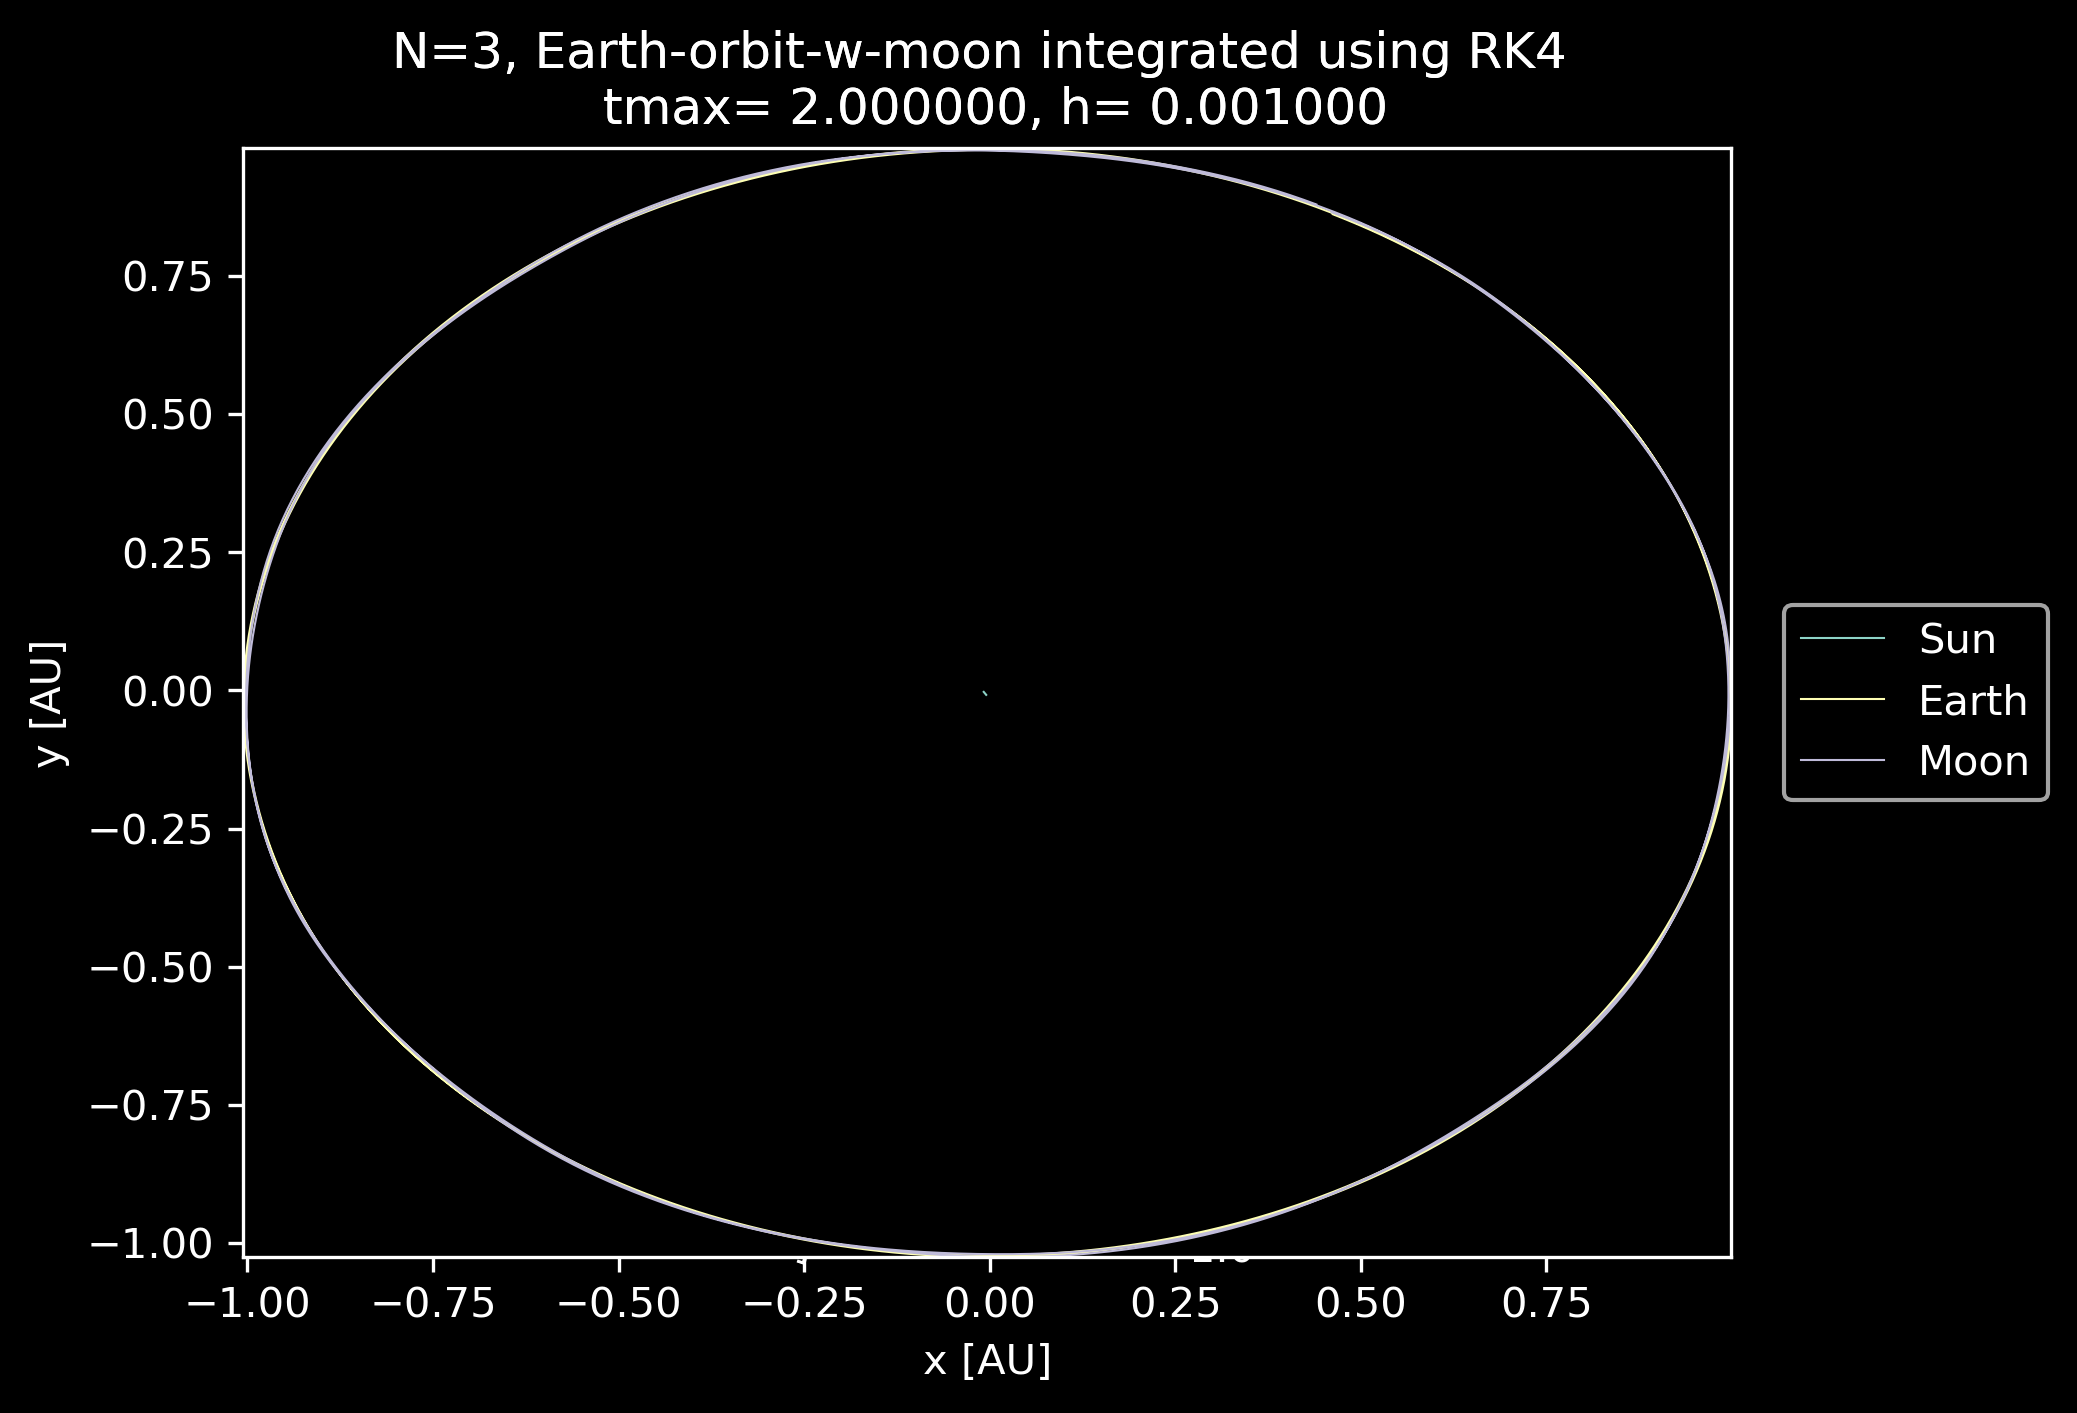 N=3, Earth-orbit-w-moon integrated using RK4
tmax= 2.000000, h= 0.001000
0.75
0.50
0.25
0.00
−0.25
−0.50
−0.75
−1.00
y [AU]
−1.00 −0.75 −0.50 −0.25 0.00 0.25 0.50 0.75
x [AU]
Sun
Earth
Moon